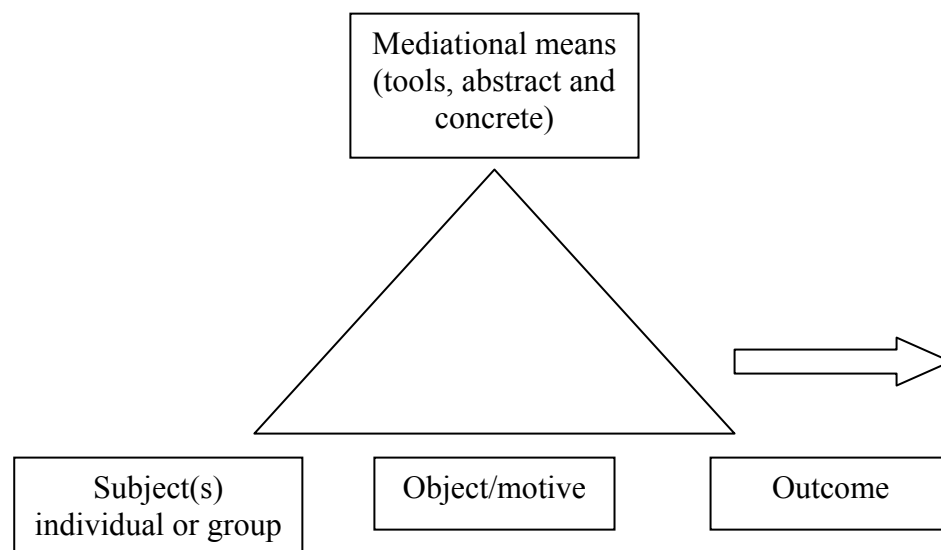 Mediational means
(tools, abstract and
concrete)
Subject(s)
individual or group
Object/motive
Outcome